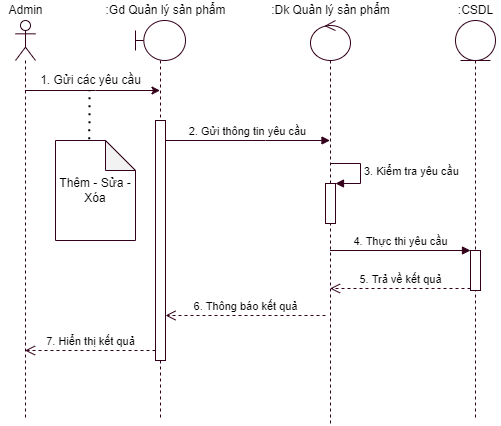 Admin
:Gd Quản lý sản phẩm
:Dk Quản lý sản phẩm
:CSDL
1. Gửi các yêu cầu
2. Gửi thông tin yêu cầu
Thêm - Sửa -
Xóa
3. Kiểm tra yêu cầu
4. Thực thi yêu cầu
5. Trả về kết quả
6. Thông báo kết quả
7. Hiển thị kết quả